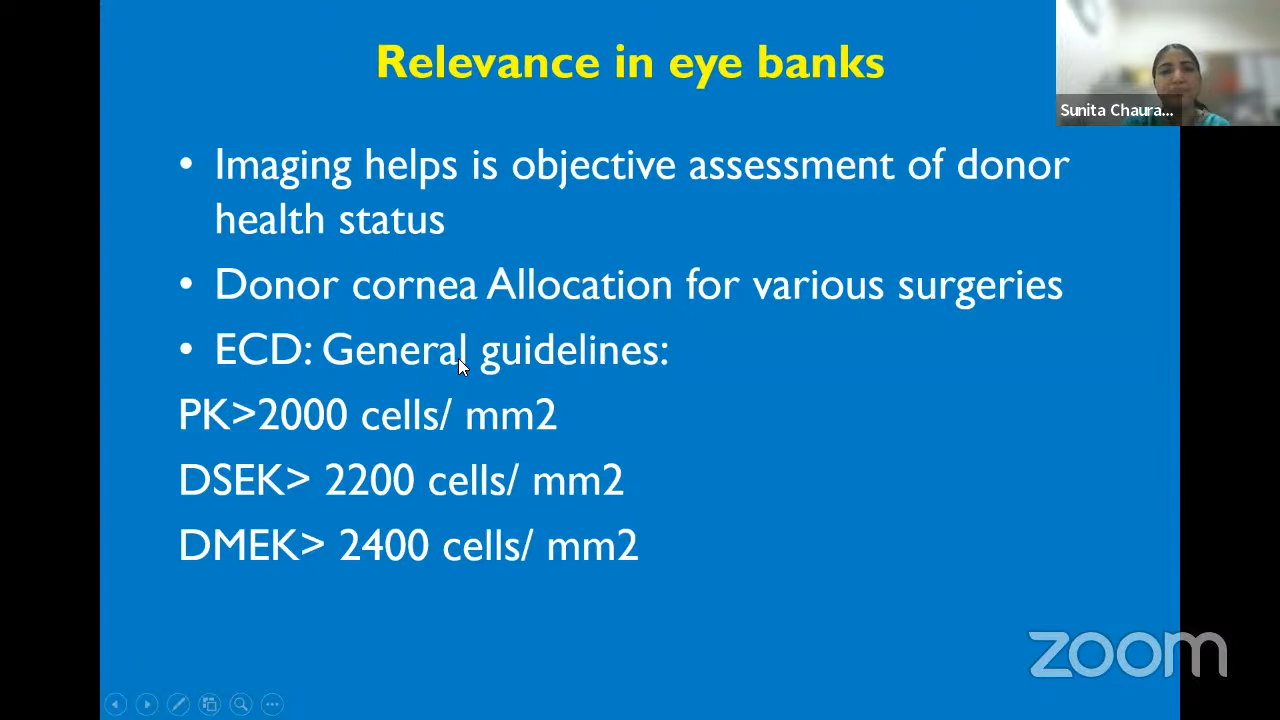 Relevance in eye banks
Sunita Chaura...
• Imaging helps is objective assessment of donor
health status
• Donor cornea Allocation for various surgeries
• ECD: General guidelines:
PK>2000 cells/ mm2
DSEK> 2200 cells/ mm2
DMEK> 2400 cells/ mm2
zoom